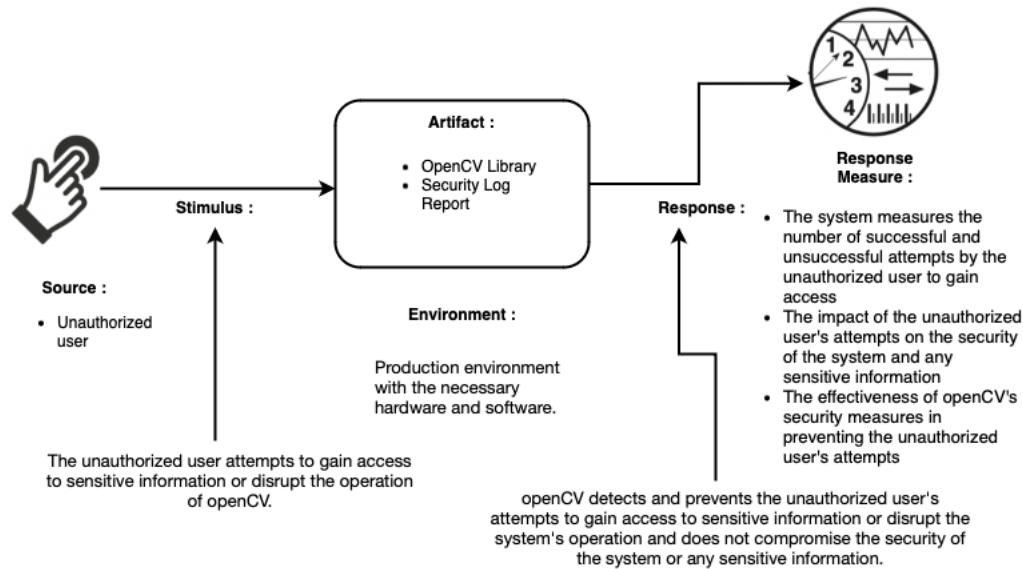 1
2
3
4
Artifact :
• OpenCV Library
• Security Log
Report
Response
Measure :
Stimulus :
Response :
• The system measures the
number of successful and
unsuccessful attempts by the
unauthorized user to gain
access
• The impact of the unauthorized
user's attempts on the security
of the system and any
sensitive information
• The effectiveness of openCV's
security measures in
preventing the unauthorized
user's attempts
Source :
• Unauthorized
user
Environment :
Production environment
with the necessary
hardware and software.
The unauthorized user attempts to gain access
to sensitive information or disrupt the operation
of openCV.
openCV detects and prevents the unauthorized user's
attempts to gain access to sensitive information or disrupt the
system's operation and does not compromise the security of
the system or any sensitive information.